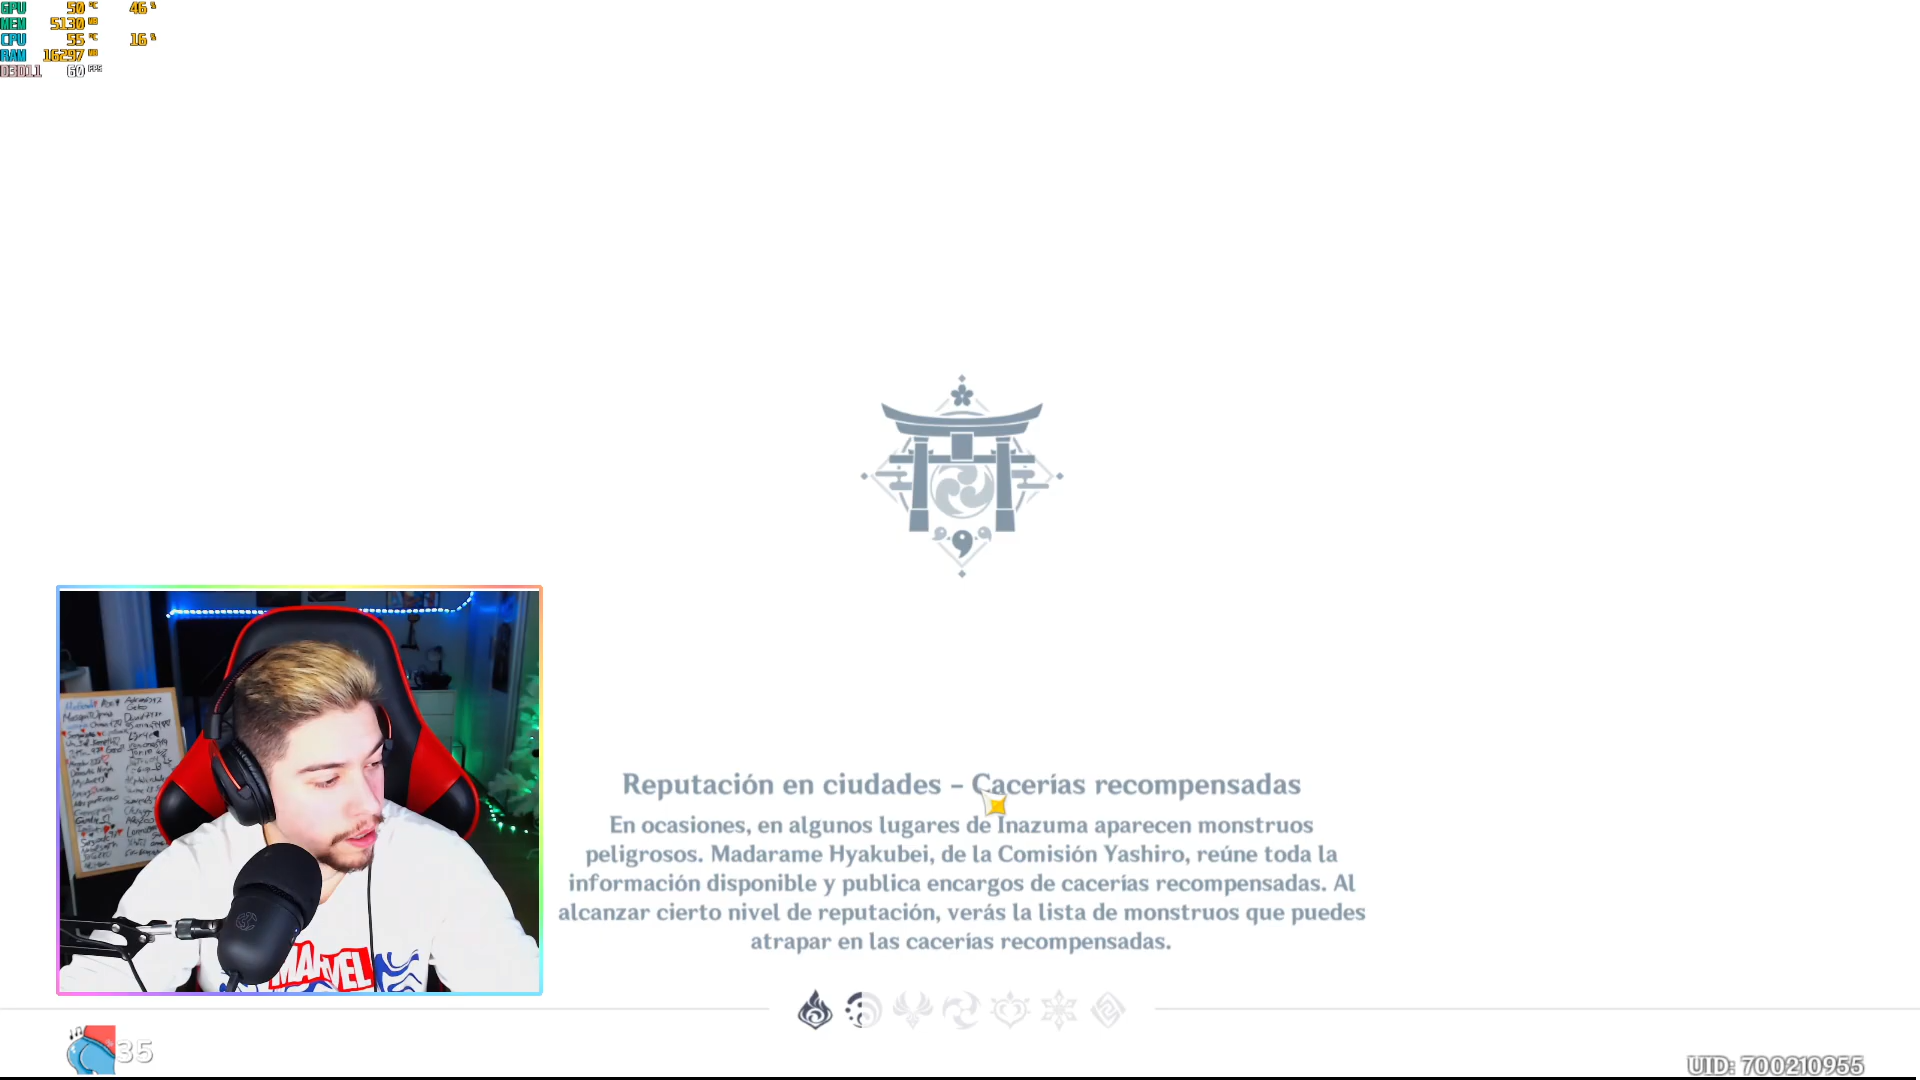 GPU 50 °C 46 %
MEM 5130 MB
CPU 55 °C 16 %
RAM 16297 MB
D3D11 60 FPS
Reputación en ciudades – Cacerías recompensadas
En ocasiones, en algunos lugares de Inazuma aparecen monstruos
peligrosos. Madarame Hyakubei, de la Comisión Yashiro, reúne toda la
información disponible y publica encargos de cacerías recompensadas. Al
alcanzar cierto nivel de reputación, verás la lista de monstruos que puedes
atrapar en las cacerías recompensadas.
MARVEL
35
UID: 700210955